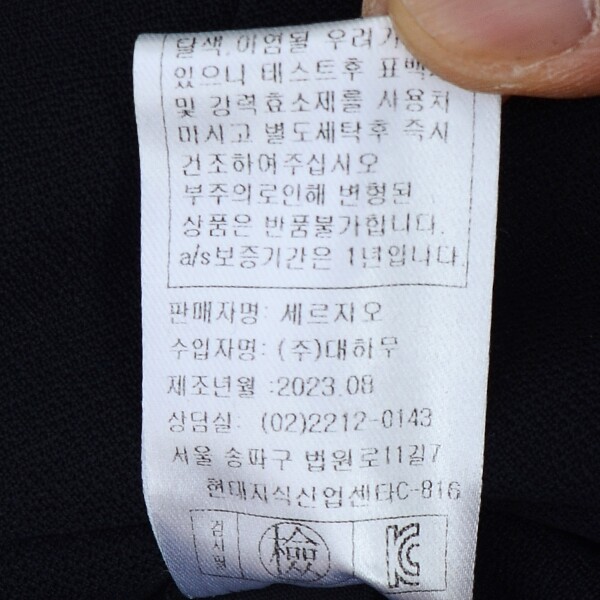 탈색,이염될 우려가
있으니 테스트후 표백
및 강력효소제를 사용치
마시고 별도세탁후 즉시
건조하여주십시오
부주의로인해 변형된
상품은 반품불가합니다.
a/s보증기간은 1년입니다.
판매자명: 세르지오
수입자명: (주)대하무
제조년월 :2023.08
상담실: (02)2212-0143
서울 송파구 법원로11길7
현대지식산업센타C-816
검사필 檢 KC